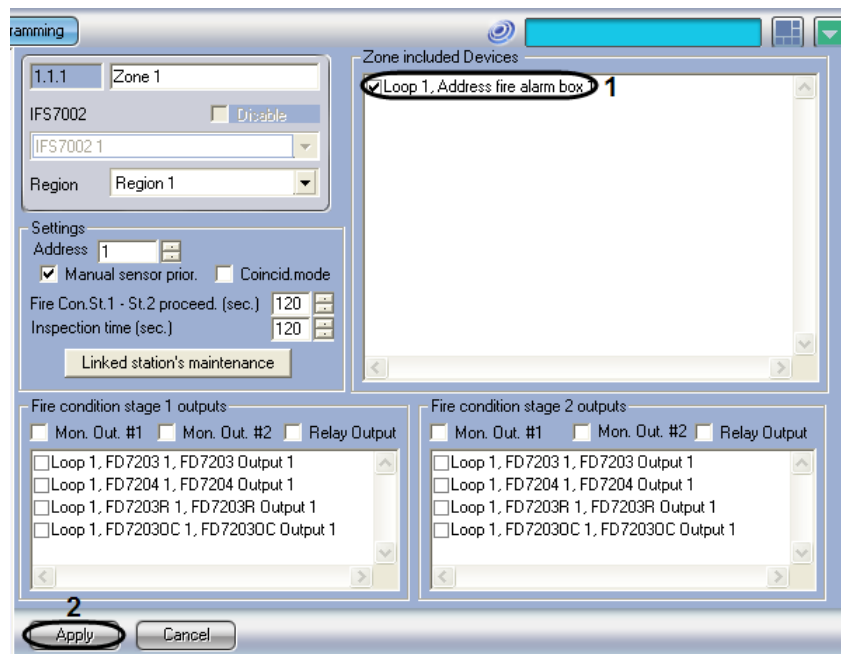 ramming
Zone included Devices
1.1.1 Zone 1
Loop 1, Address fire alarm box 1 1
IFS7002 Disable
IFS7002 1
Region Region 1
Settings
Address 1
Manual sensor prior. Coincid.mode
Fire Con.St.1 - St.2 proceed. (sec.) 120
Inspection time (sec.) 120
Linked station's maintenance
Fire condition stage 1 outputs
Mon. Out. #1 Mon. Out. #2 Relay Output
Loop 1, FD7203 1, FD7203 Output 1
Loop 1, FD7204 1, FD7204 Output 1
Loop 1, FD7203R 1, FD7203R Output 1
Loop 1, FD7203OC 1, FD7203OC Output 1
Fire condition stage 2 outputs
Mon. Out. #1 Mon. Out. #2 Relay Output
Loop 1, FD7203 1, FD7203 Output 1
Loop 1, FD7204 1, FD7204 Output 1
Loop 1, FD7203R 1, FD7203R Output 1
Loop 1, FD7203OC 1, FD7203OC Output 1
2
Apply Cancel